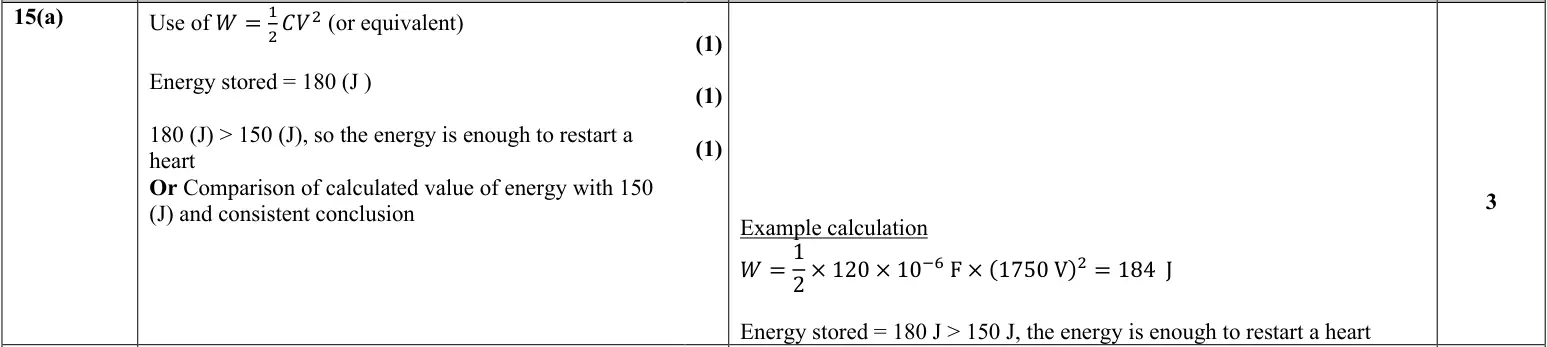 15(a)
Use of 𝑊 = 1/2 𝐶𝑉² (or equivalent)
(1)
Energy stored = 180 (J )
(1)
180 (J) > 150 (J), so the energy is enough to restart a
heart
(1)
Or Comparison of calculated value of energy with 150
(J) and consistent conclusion
Example calculation
𝑊 = 1/2 × 120 × 10⁻⁶ F × (1750 V)² = 184 J
Energy stored = 180 J > 150 J, the energy is enough to restart a heart
3